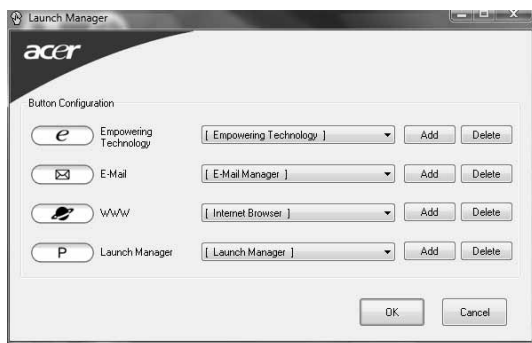 Launch Manager
acer
Button Configuration
e Empowering Technology [ Empowering Technology ] Add Delete
E-Mail [ E-Mail Manager ] Add Delete
WWW [ Internet Browser ] Add Delete
P Launch Manager [ Launch Manager ] Add Delete
OK Cancel